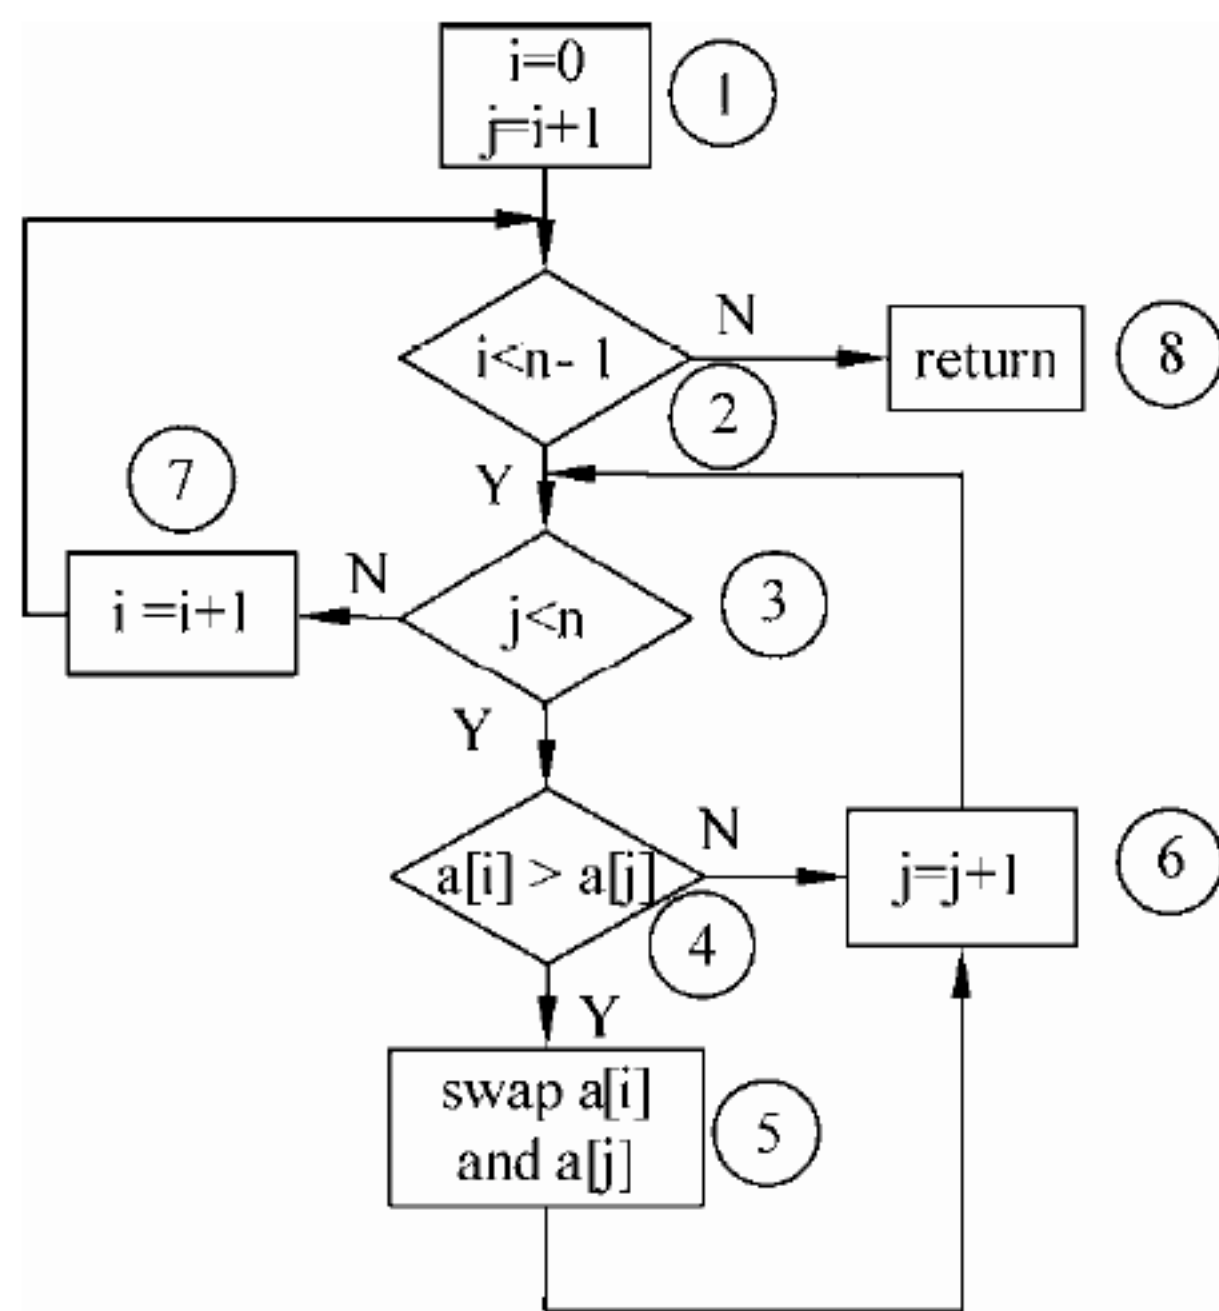 i=0
j=i+1
1
i<n-1
N
2
return
8
Y
7
i =i+1
N
j<n
3
Y
a[i] > a[j]
N
4
j=j+1
6
Y
swap a[i]
and a[j]
5